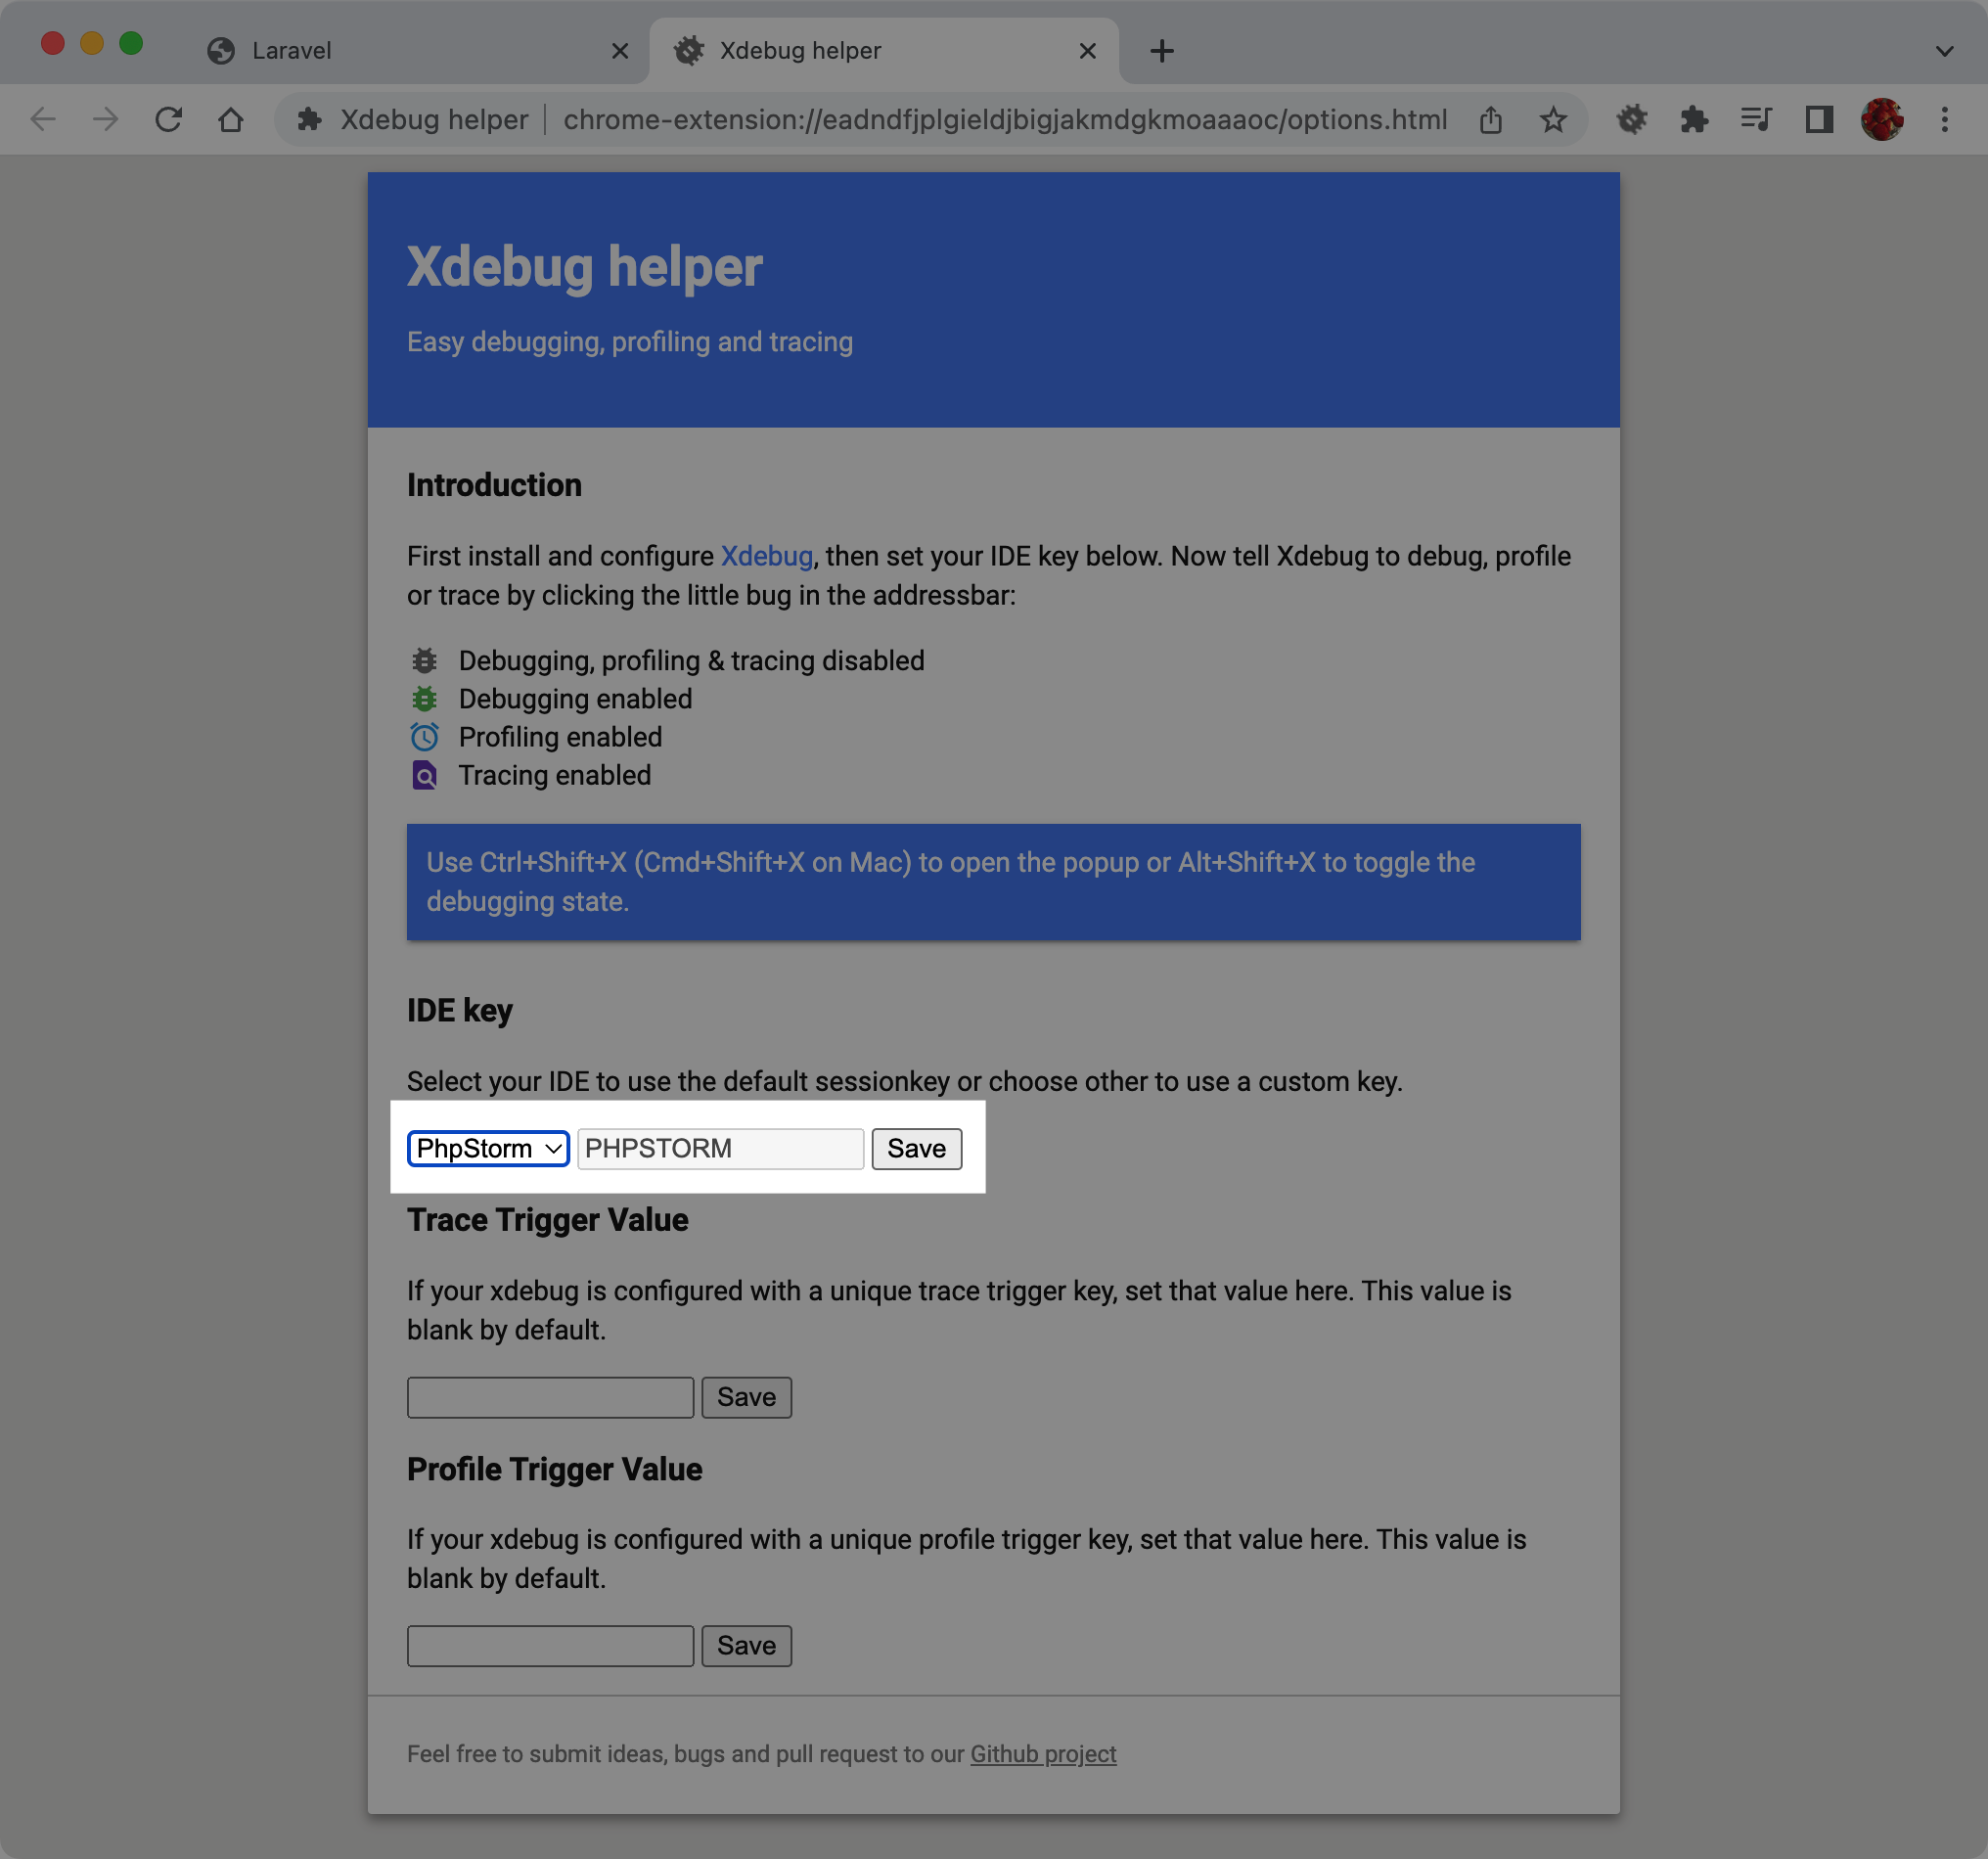 Laravel
Xdebug helper
Xdebug helper chrome-extension://eadndfjplgieldjbigjakmdgkmoaaaoc/options.html
Xdebug helper
Easy debugging, profiling and tracing
Introduction
First install and configure Xdebug, then set your IDE key below. Now tell Xdebug to debug, profile
or trace by clicking the little bug in the addressbar:
Debugging, profiling & tracing disabled
Debugging enabled
Profiling enabled
Tracing enabled
Use Ctrl+Shift+X (Cmd+Shift+X on Mac) to open the popup or Alt+Shift+X to toggle the
debugging state.
IDE key
Select your IDE to use the default sessionkey or choose other to use a custom key.
PhpStorm PHPSTORM Save
Trace Trigger Value
If your xdebug is configured with a unique trace trigger key, set that value here. This value is
blank by default.
Save
Profile Trigger Value
If your xdebug is configured with a unique profile trigger key, set that value here. This value is
blank by default.
Save
Feel free to submit ideas, bugs and pull request to our Github project